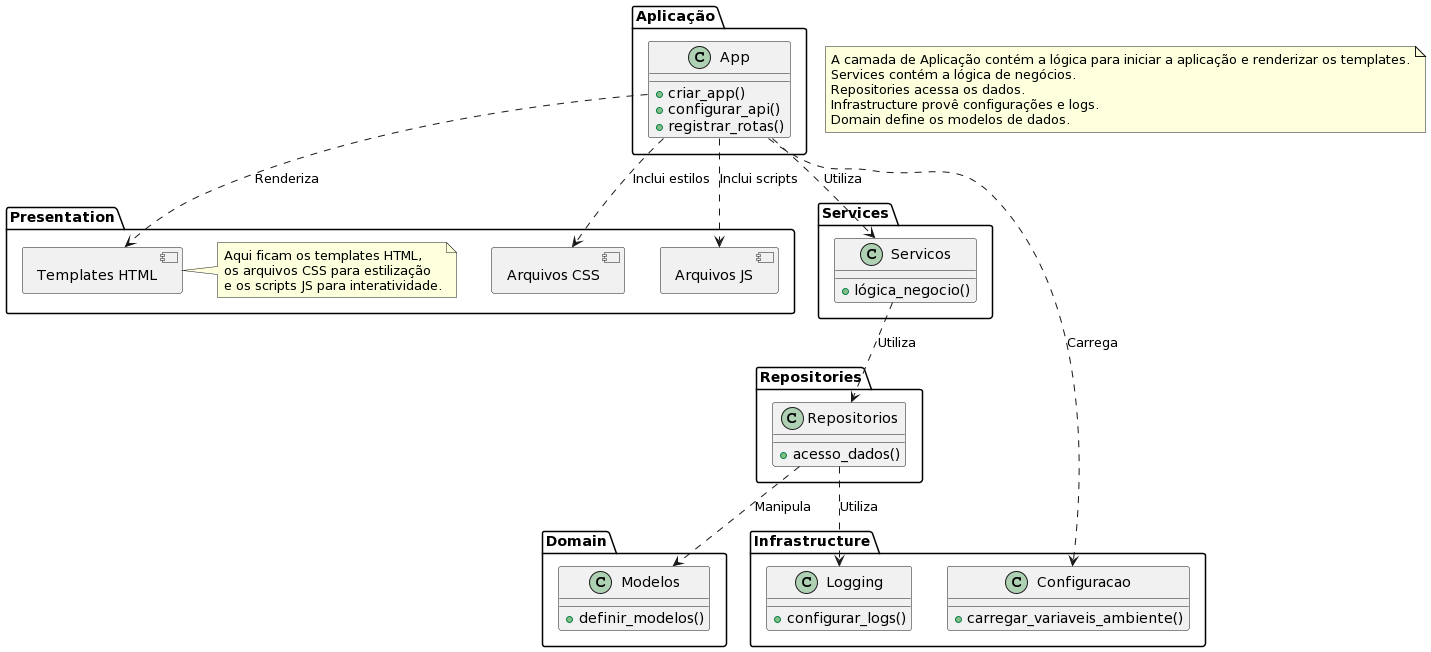 Aplicação
App
criar_app()
configurar_api()
registrar_rotas()
A camada de Aplicação contém a lógica para iniciar a aplicação e renderizar os templates.
Services contém a lógica de negócios.
Repositories acessa os dados.
Infrastructure provê configurações e logs.
Domain define os modelos de dados.
Renderiza
Inclui estilos
Inclui scripts
Utiliza
Presentation
Templates HTML
Aqui ficam os templates HTML,
os arquivos CSS para estilização
e os scripts JS para interatividade.
Arquivos CSS
Arquivos JS
Services
Servicos
lógica_negocio()
Utiliza
Carrega
Repositories
Repositorios
acesso_dados()
Manipula
Utiliza
Domain
Modelos
definir_modelos()
Infrastructure
Logging
configurar_logs()
Configuracao
carregar_variaveis_ambiente()